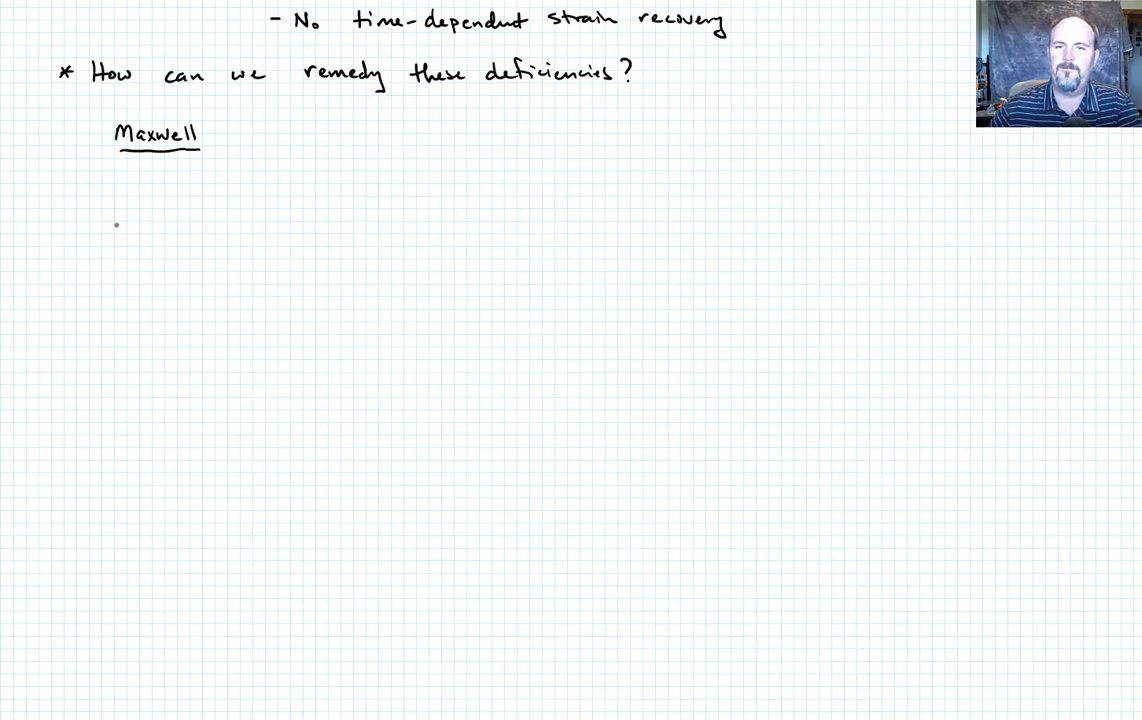 - No time-dependent strain recovery
* How can we remedy these deficiencies?
Maxwell